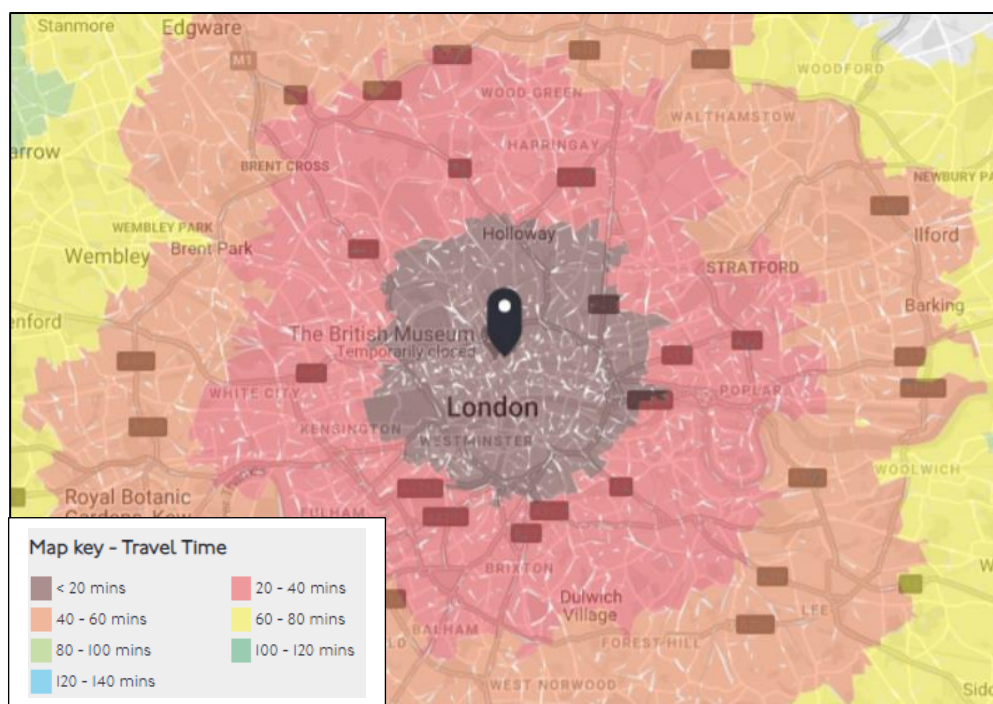 Stanmore
Edgware
M1
WOODFORD
WOOD GREEN
WALTHAMSTOW
HARRINGAY
arrow
BRENT CROSS
NEWBURY PA
WEMBLEY PARK
Brent Park
Holloway
Ilford
Wembley
STRATFORD
Barking
enford
The British Museum
Temporarily closed
WHITE CITY
POPLAR
London
KENSINGTON
WESTMINSTER
WOOLWICH
Royal Botanic
Gardens, Kew
FULHAM
BRIXTON
W
Dulwich
Village
LEE
BALHAM
LD
FOREST HILL
WEST NORWOOD
Sidc
Map key - Travel Time
< 20 mins
20 - 40 mins
40 - 60 mins
60 - 80 mins
80 - 100 mins
100 - 120 mins
120 - 140 mins